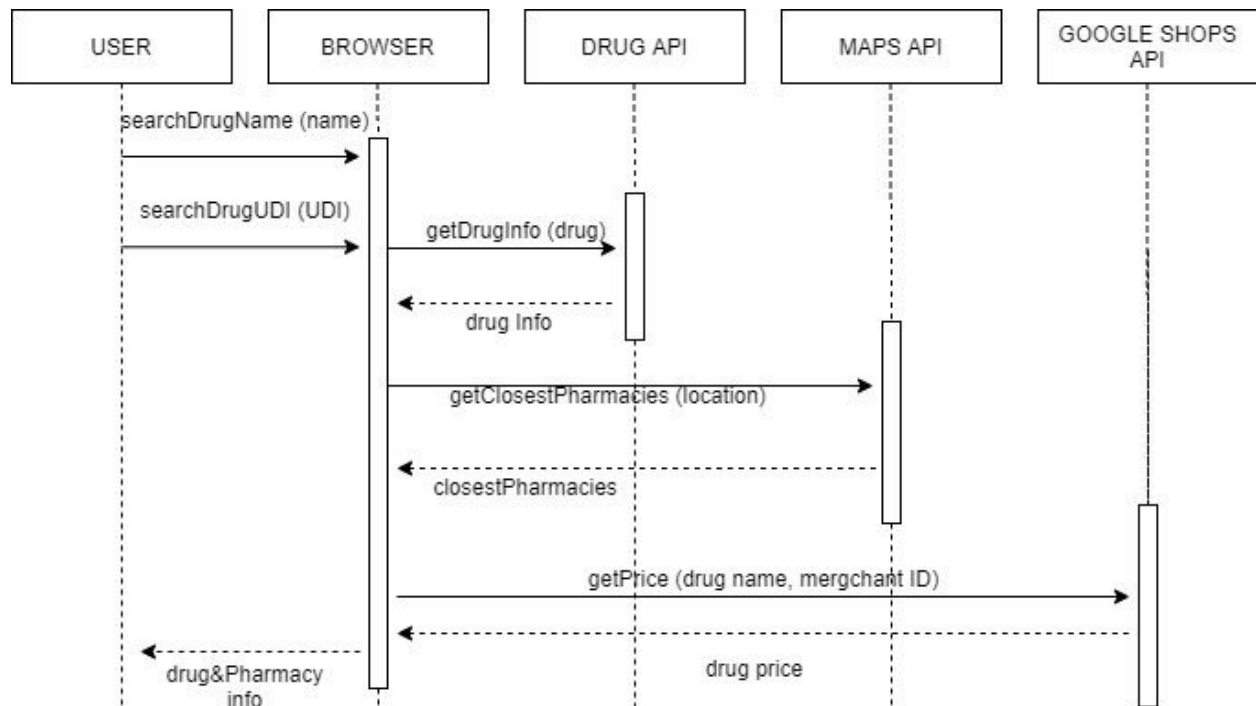 USER
BROWSER
DRUG API
MAPS API
GOOGLE SHOPS
API
searchDrugName (name)
searchDrugUDI (UDI)
getDrugInfo (drug)
drug Info
getClosestPharmacies (location)
closestPharmacies
getPrice (drug name, mergchant ID)
drug price
drug&Pharmacy
info